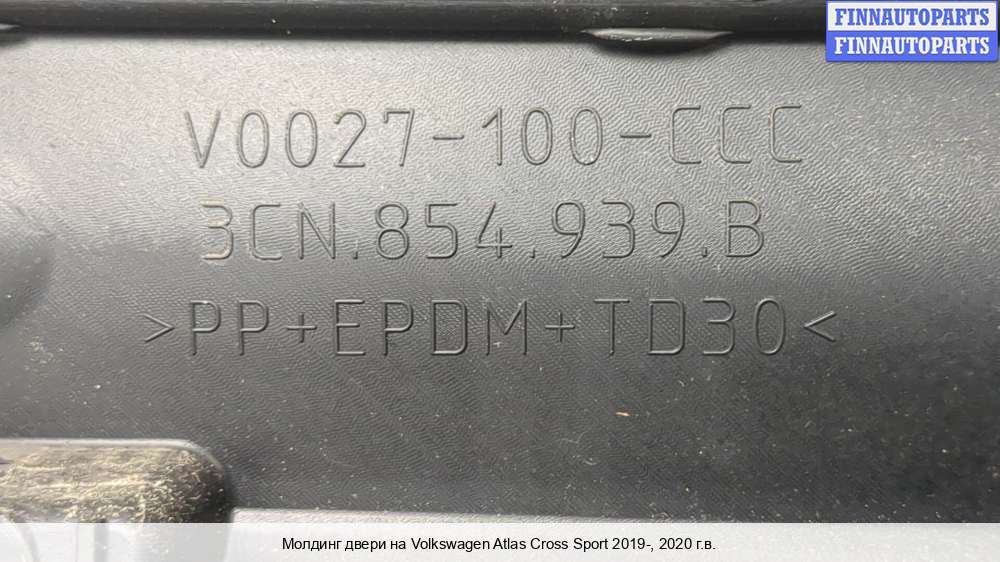 FINNAUTOPARTS
FINNAUTOPARTS
V0027-100-CCC
3CN.854.939.B
>PP+EPDM+TD30<
Молдинг двери на Volkswagen Atlas Cross Sport 2019-, 2020 г.в.